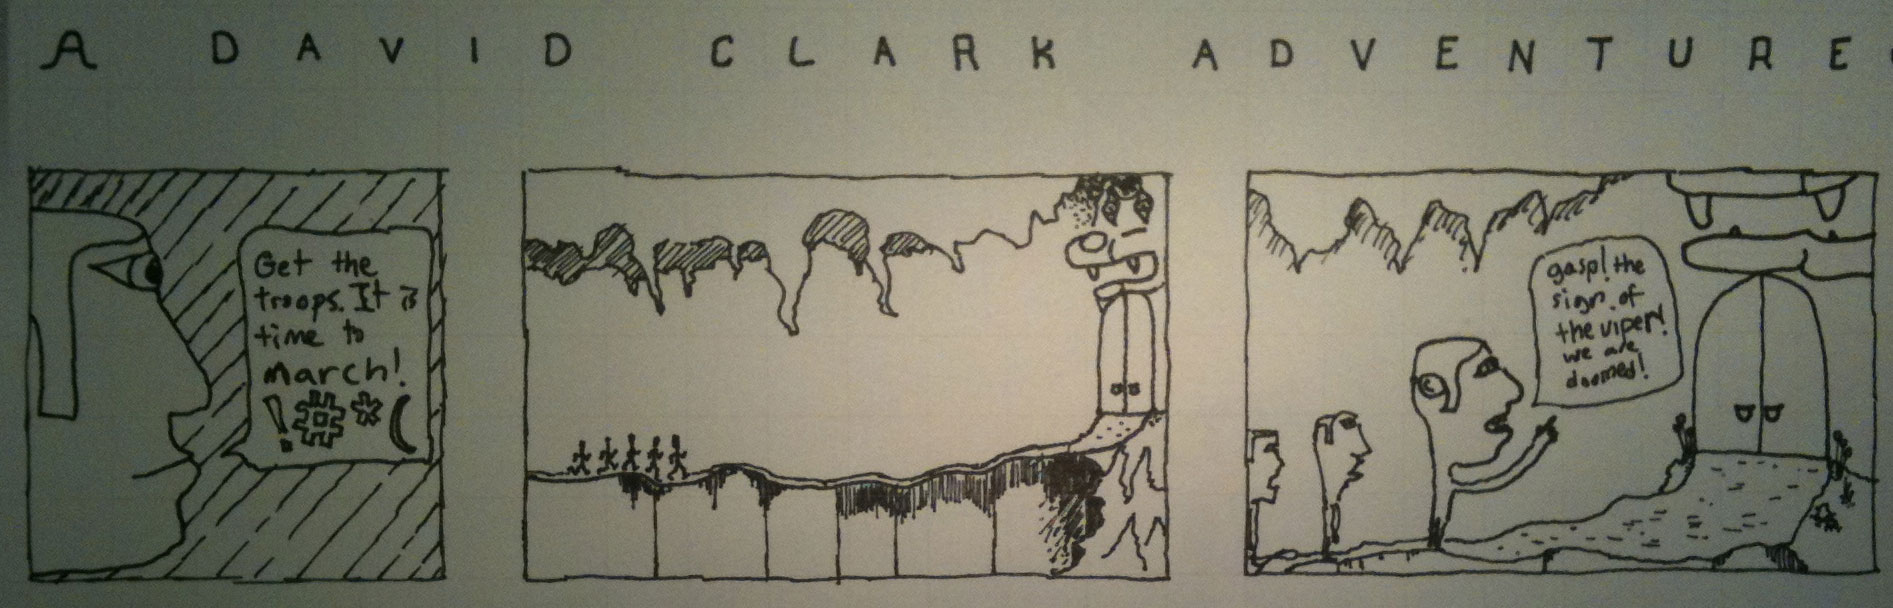 A DAVID CLARK ADVENTURE
Get the
troops. It is
time to
march!
!#*(
gasp! the
sign of
the viper!
we are
doomed!